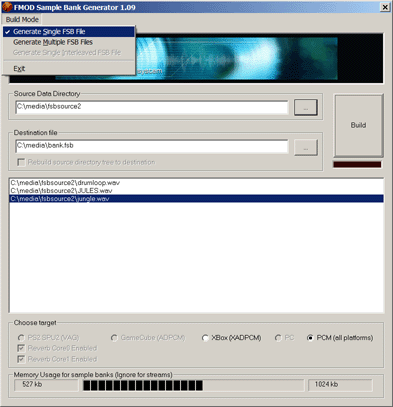 FMOD Sample Bank Generator 1.09
Build Mode
Generate Single FSB File
Generate Multiple FSB Files
Generate Single Interleaved FSB File
Exit
system
Source Data Directory
C:\media\fsbsource2
...
Build
Destination file
C:\media\bank.fsb
...
Rebuild source directory tree to destination
C:\media\fsbsource2\drumloop.wav
C:\media\fsbsource2\JULES.wav
C:\media\fsbsource2\jungle.wav
Choose target
PS2 SPU2 (VAG)
GameCube (ADPCM)
XBox (XADPCM)
PC
PCM (all platforms)
Reverb Core0 Enabled
Reverb Core1 Enabled
Memory Usage for sample banks (Ignore for streams)
527 kb
1024 kb